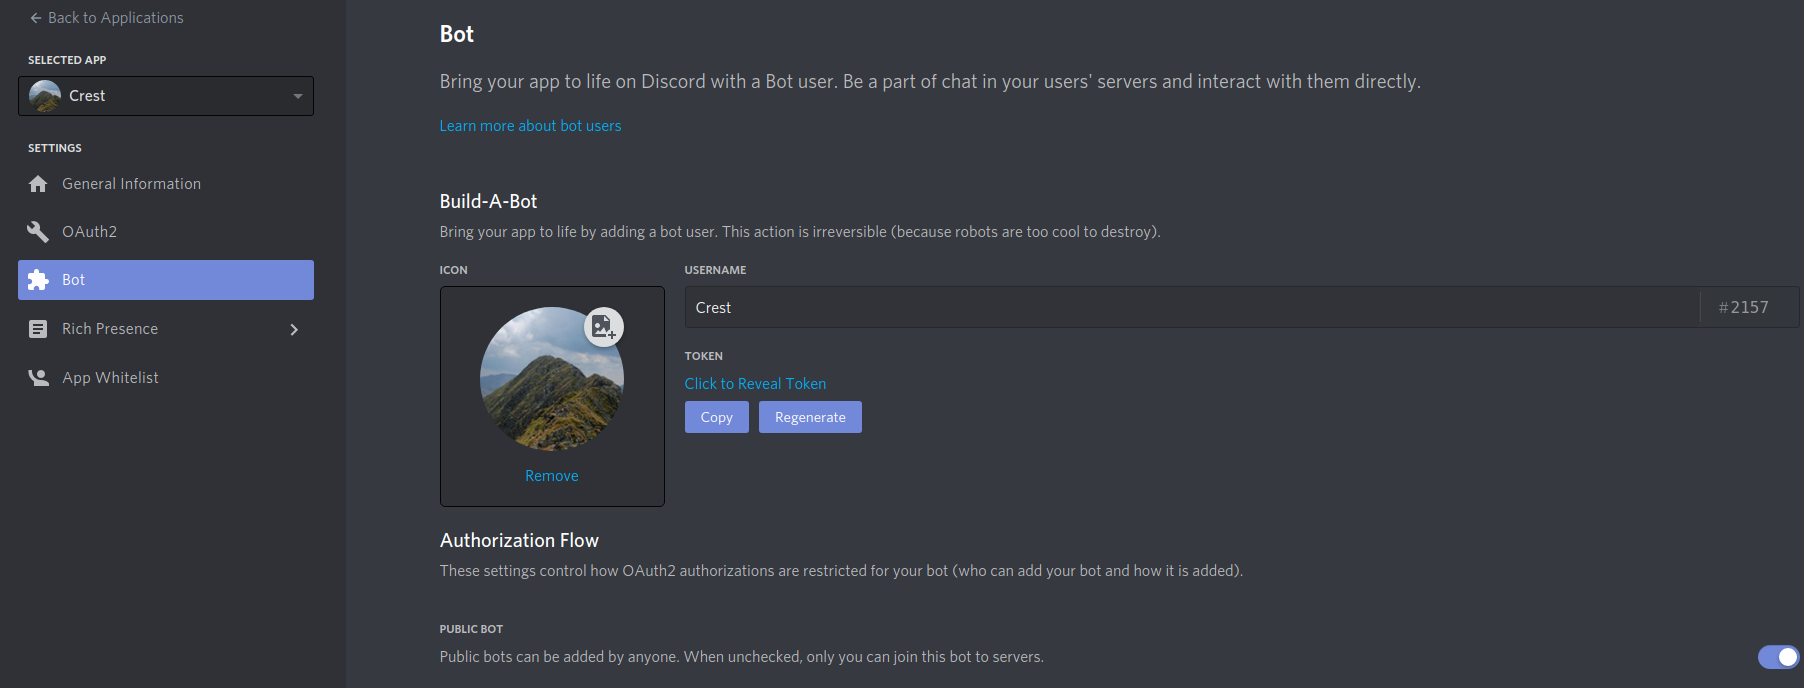 Back to Applications
SELECTED APP
Crest
SETTINGS
General Information
OAuth2
Bot
Rich Presence
App Whitelist
Bot
Bring your app to life on Discord with a Bot user. Be a part of chat in your users' servers and interact with them directly.
Learn more about bot users
Build-A-Bot
Bring your app to life by adding a bot user. This action is irreversible (because robots are too cool to destroy).
ICON
Remove
USERNAME
Crest #2157
TOKEN
Click to Reveal Token
Copy Regenerate
Authorization Flow
These settings control how OAuth2 authorizations are restricted for your bot (who can add your bot and how it is added).
PUBLIC BOT
Public bots can be added by anyone. When unchecked, only you can join this bot to servers.